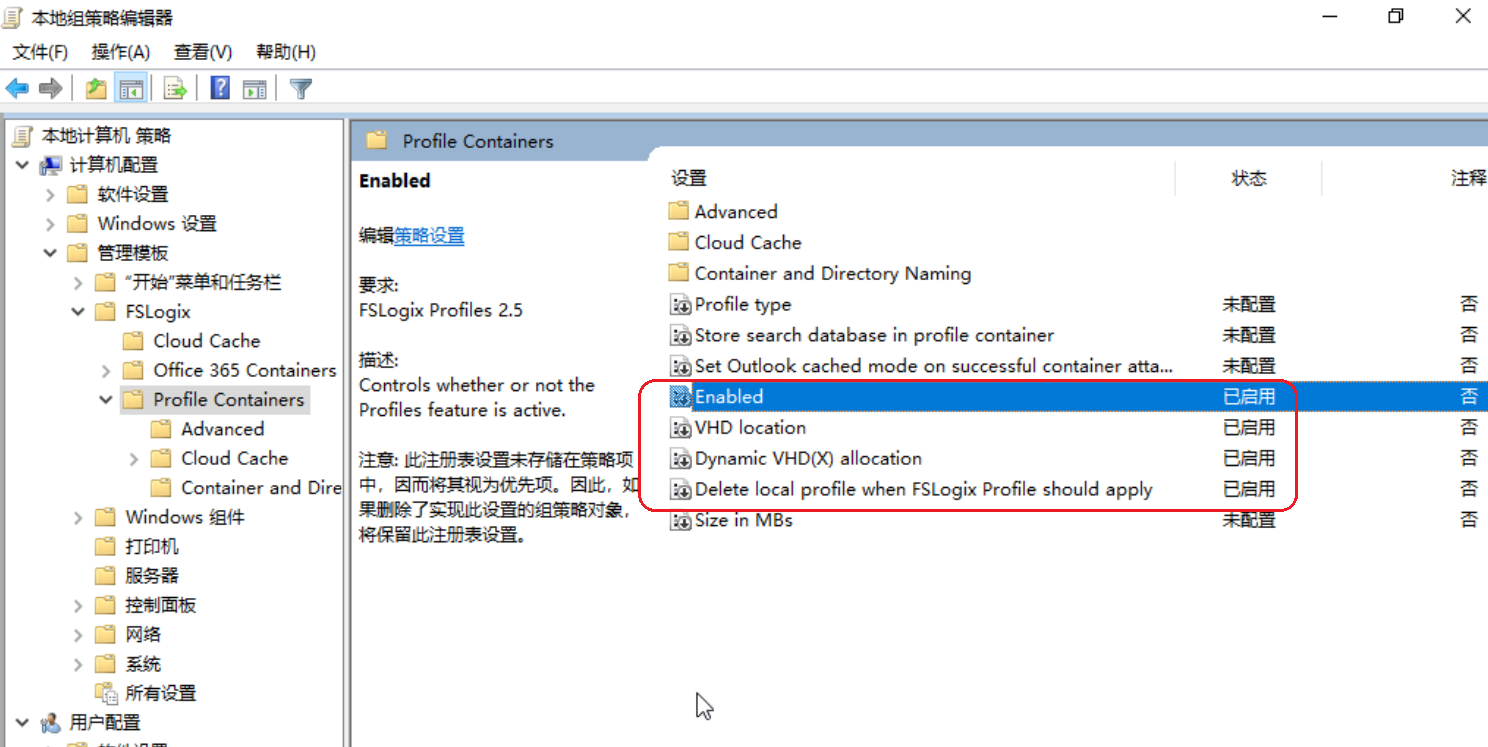 本地组策略编辑器
文件(F) 操作(A) 查看(V) 帮助(H)
本地计算机 策略
计算机配置
软件设置
Windows 设置
管理模板
“开始”菜单和任务栏
FSLogix
Cloud Cache
Office 365 Containers
Profile Containers
Advanced
Cloud Cache
Container and Dire
Windows 组件
打印机
服务器
控制面板
网络
系统
所有设置
用户配置
软件设置
Profile Containers
Enabled
编辑策略设置
要求:
FSLogix Profiles 2.5
描述:
Controls whether or not the
Profiles feature is active.
注意: 此注册表设置未存储在策略项
中，因而将其视为优先项。因此，如
果删除了实现此设置的组策略对象，
将保留此注册表设置。
设置 状态 注释
Advanced
Cloud Cache
Container and Directory Naming
Profile type 未配置 否
Store search database in profile container 未配置 否
Set Outlook cached mode on successful container atta... 未配置 否
Enabled 已启用 否
VHD location 已启用 否
Dynamic VHD(X) allocation 已启用 否
Delete local profile when FSLogix Profile should apply 已启用 否
Size in MBs 未配置 否